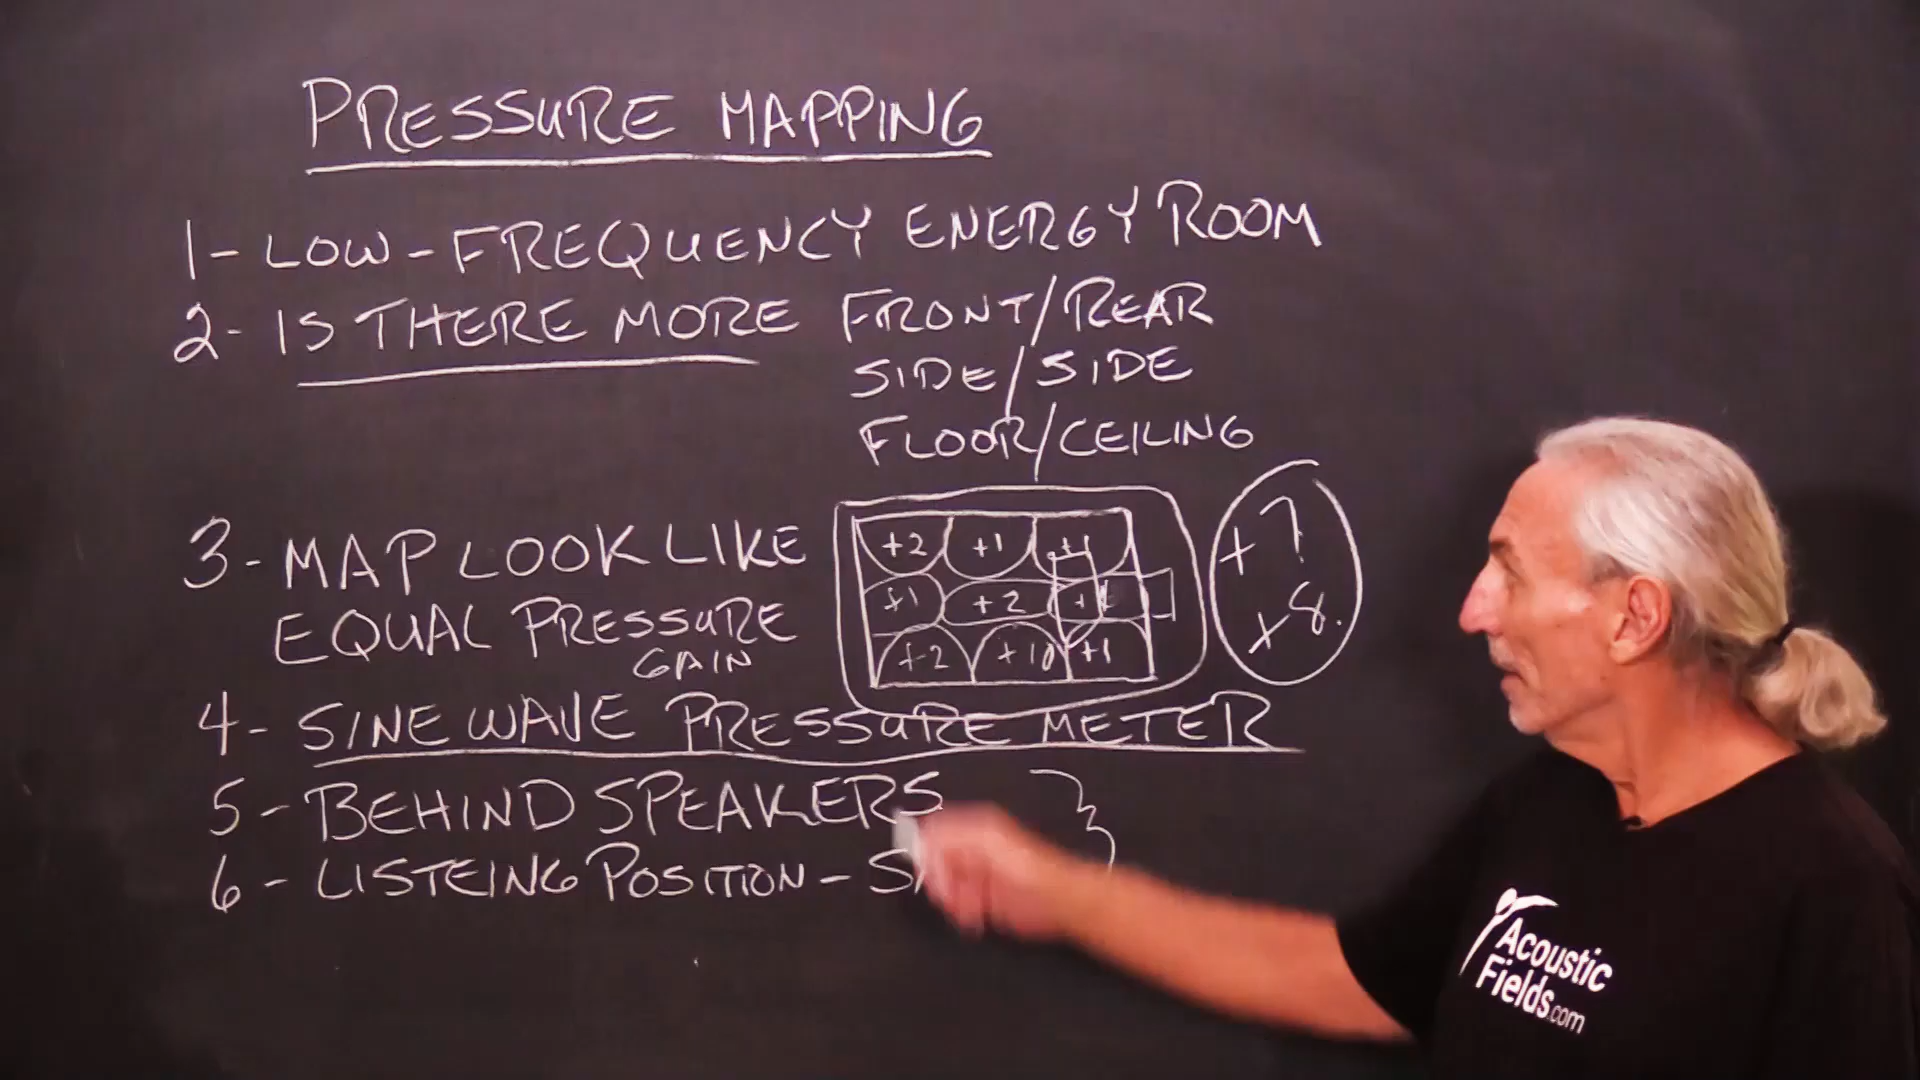 PRESSURE MAPPING
1- LOW-FREQUENCY ENERGY ROOM
2- IS THERE MORE FRONT/REAR
SIDE/SIDE
FLOOR/CEILING
3- MAP LOOK LIKE
EQUAL PRESSURE
GAIN
+2 +1 +1
+1 +2
+2 +10 +1
+7
+8.
4- SINE WAVE PRESSURE METER
5- BEHIND SPEAKERS
6- LISTEING POSITION -
Acoustic
Fields.com